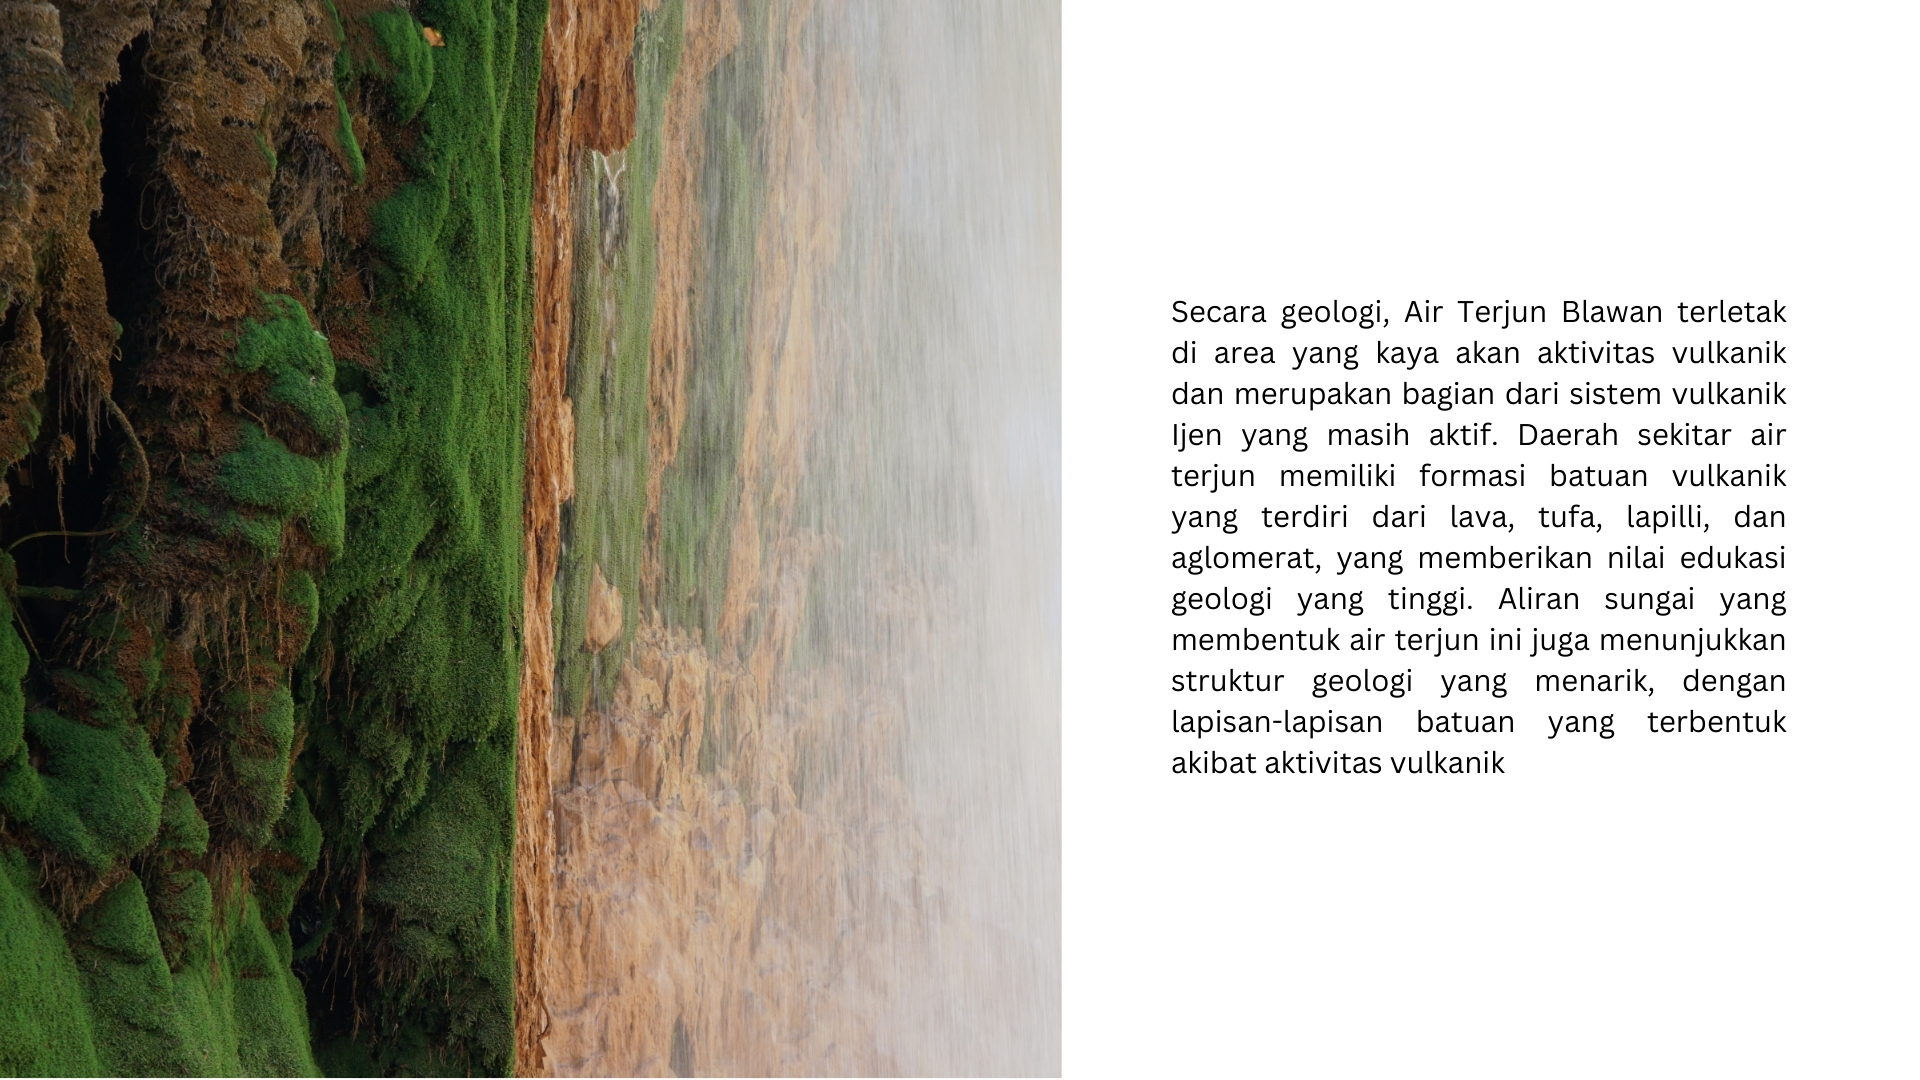 Secara geologi, Air Terjun Blawan terletak
di area yang kaya akan aktivitas vulkanik
dan merupakan bagian dari sistem vulkanik
Ijen yang masih aktif. Daerah sekitar air
terjun memiliki formasi batuan vulkanik
yang terdiri dari lava, tufa, lapilli, dan
aglomerat, yang memberikan nilai edukasi
geologi yang tinggi. Aliran sungai yang
membentuk air terjun ini juga menunjukkan
struktur geologi yang menarik, dengan
lapisan-lapisan batuan yang terbentuk
akibat aktivitas vulkanik